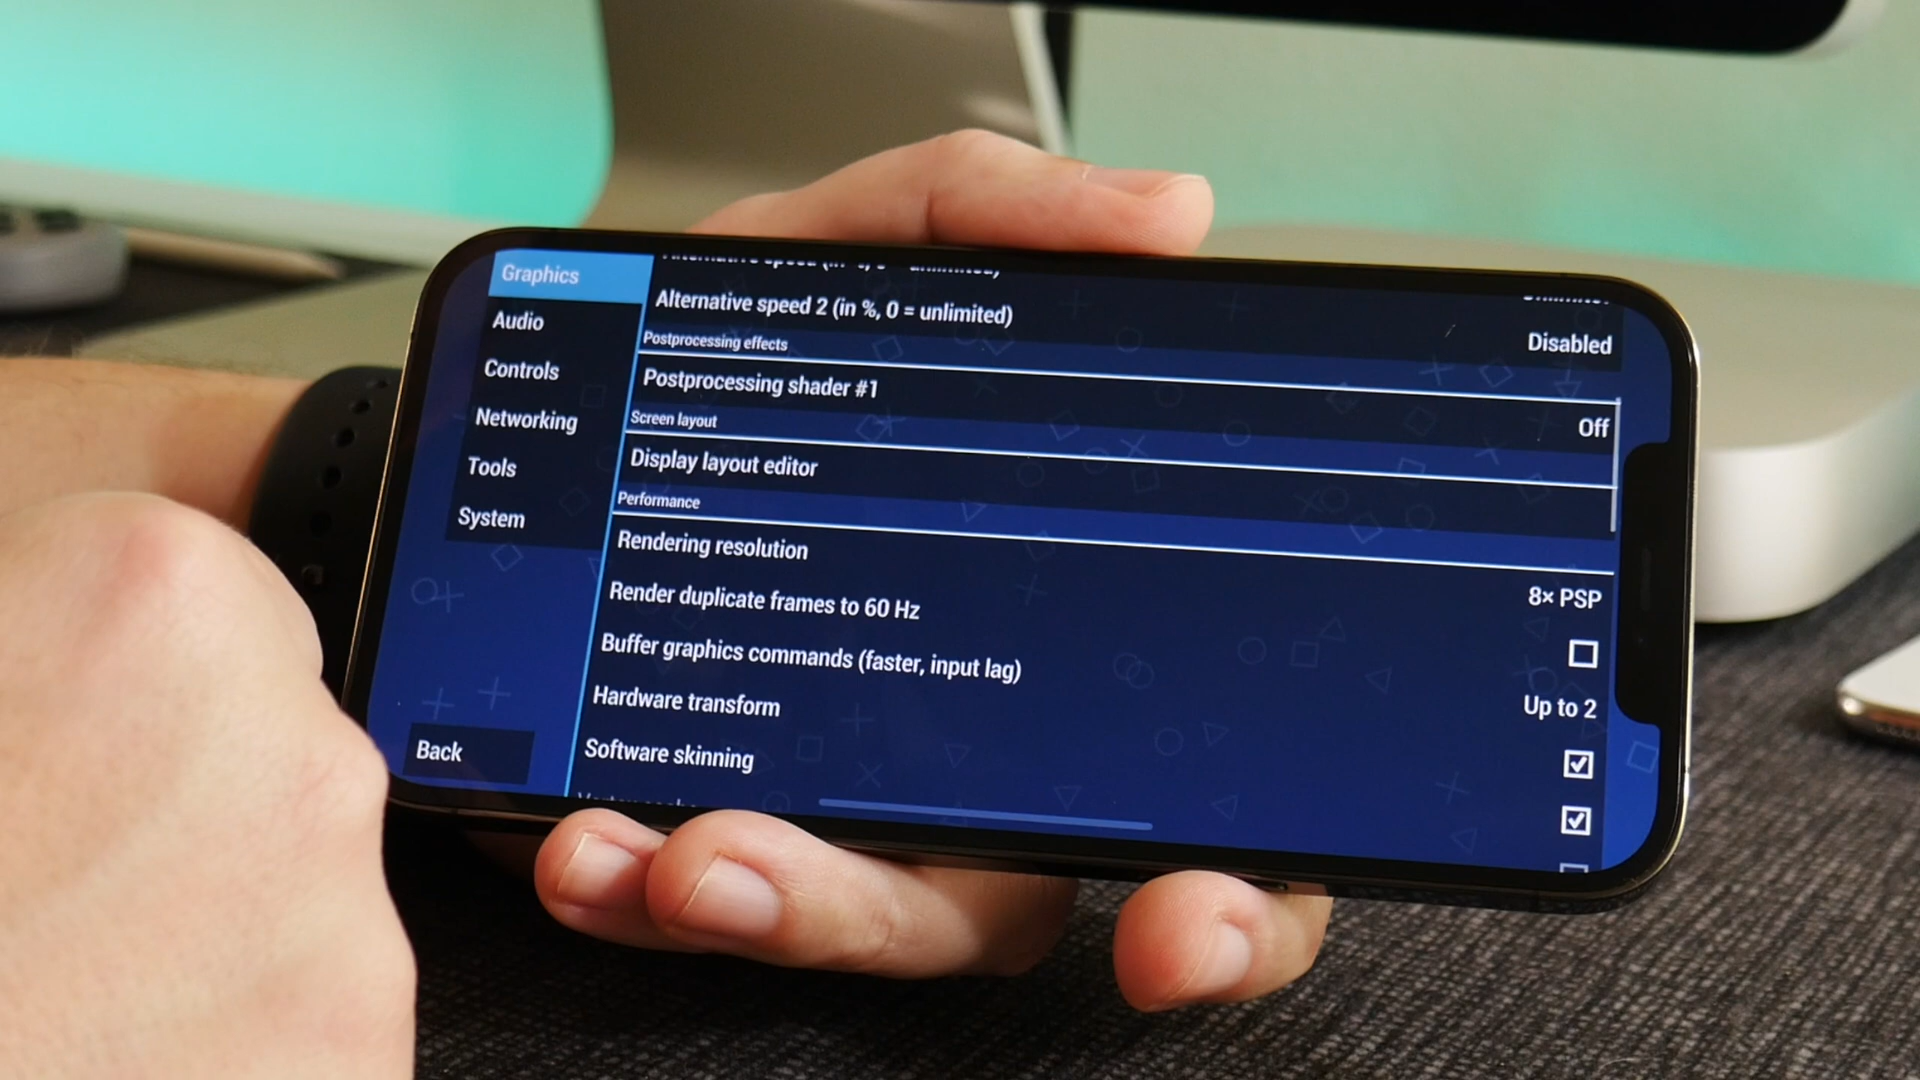 Graphics
Audio
Controls
Networking
Tools
System
Back
Alternative speed 2 (in %, 0 = unlimited)
Disabled
Postprocessing effects
Postprocessing shader #1
Off
Screen layout
Display layout editor
Performance
Rendering resolution
8× PSP
Render duplicate frames to 60 Hz
Buffer graphics commands (faster, input lag)
Up to 2
Hardware transform
Software skinning